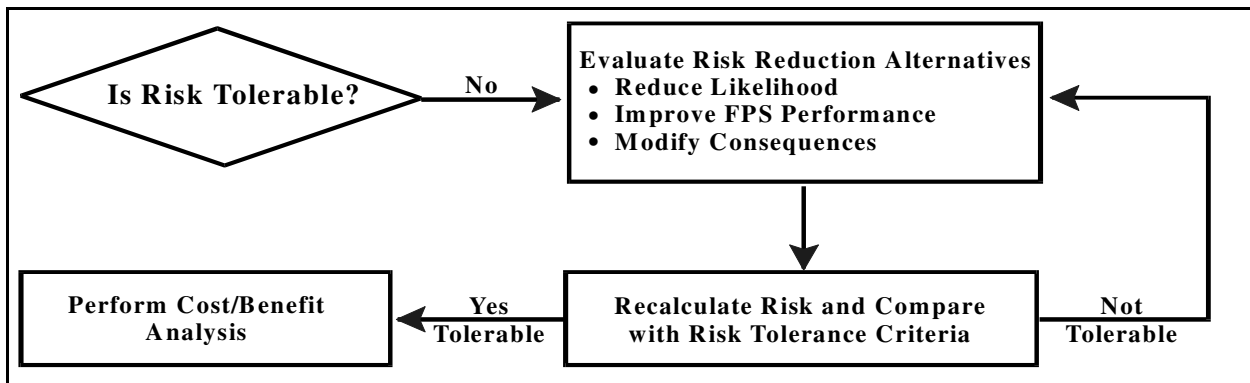 Is Risk Tolerable?
No
Evaluate Risk Reduction Alternatives
• Reduce Likelihood
• Improve FPS Performance
• Modify Consequences
Perform Cost/Benefit
Analysis
Yes
Tolerable
Recalculate Risk and Compare
with Risk Tolerance Criteria
Not
Tolerable